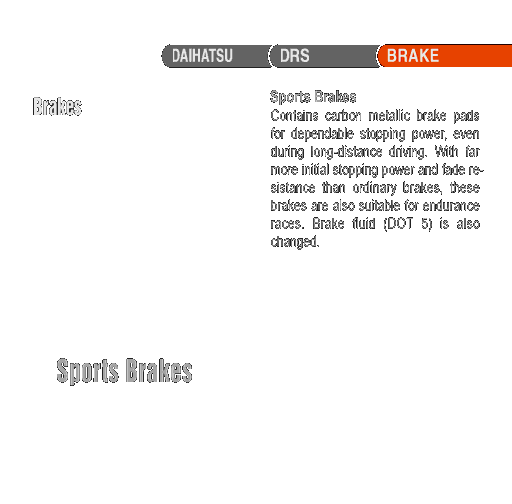 DAIHATSU DRS BRAKE
Brakes
Sports Brakes
Contains carbon metallic brake pads
for dependable stopping power, even
during long-distance driving. With far
more initial stopping power and fade re-
sistance than ordinary brakes, these
brakes are also suitable for endurance
races. Brake fluid (DOT 5) is also
changed.
Sports Brakes